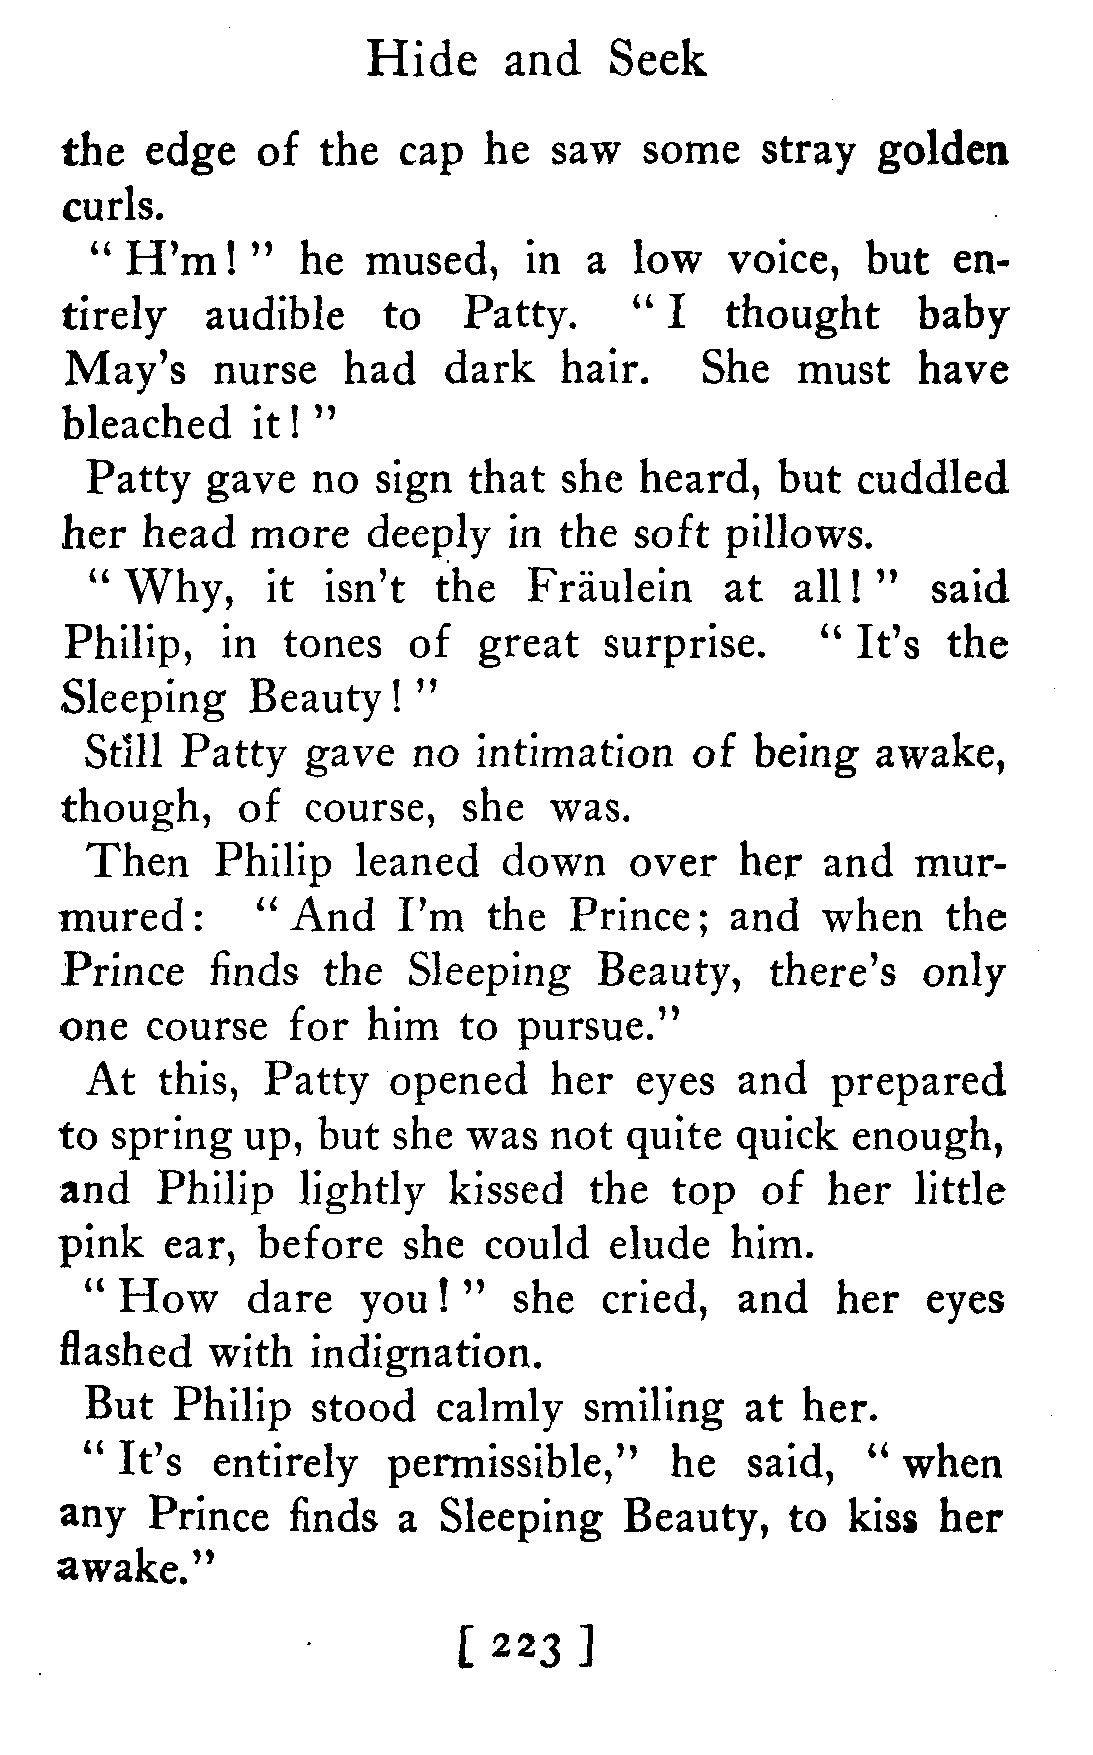 Hide and Seek
the edge of the cap he saw some stray golden
curls.
“ H’m! ” he mused, in a low voice, but en-
tirely audible to Patty. “ I thought baby
May’s nurse had dark hair. She must have
bleached it! ”
Patty gave no sign that she heard, but cuddled
her head more deeply in the soft pillows.
“ Why, it isn’t the Fräulein at all! ” said
Philip, in tones of great surprise. “ It’s the
Sleeping Beauty! ”
Still Patty gave no intimation of being awake,
though, of course, she was.
Then Philip leaned down over her and mur-
mured: “ And I’m the Prince; and when the
Prince finds the Sleeping Beauty, there’s only
one course for him to pursue.”
At this, Patty opened her eyes and prepared
to spring up, but she was not quite quick enough,
and Philip lightly kissed the top of her little
pink ear, before she could elude him.
“ How dare you! ” she cried, and her eyes
flashed with indignation.
But Philip stood calmly smiling at her.
“ It’s entirely permissible,” he said, “ when
any Prince finds a Sleeping Beauty, to kiss her
awake.”
[ 223 ]